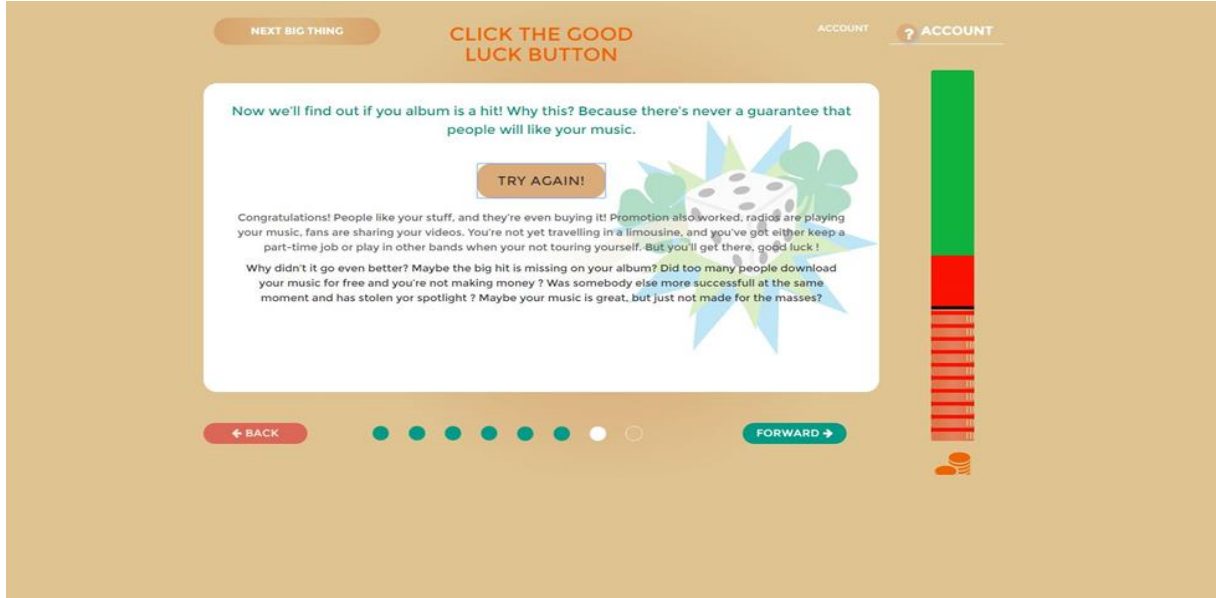 NEXT BIG THING
CLICK THE GOOD
LUCK BUTTON
ACCOUNT
? ACCOUNT
Now we'll find out if you album is a hit! Why this? Because there's never a guarantee that
people will like your music.
TRY AGAIN!
Congratulations! People like your stuff, and they're even buying it! Promotion also worked, radios are playing
your music, fans are sharing your videos. You're not yet travelling in a limousine, and you've got either keep a
part-time job or play in other bands when your not touring yourself. But you'll get there, good luck !
Why didn't it go even better? Maybe the big hit is missing on your album? Did too many people download
your music for free and you're not making money ? Was somebody else more successfull at the same
moment and has stolen yor spotlight ? Maybe your music is great, but just not made for the masses?
← BACK
FORWARD →